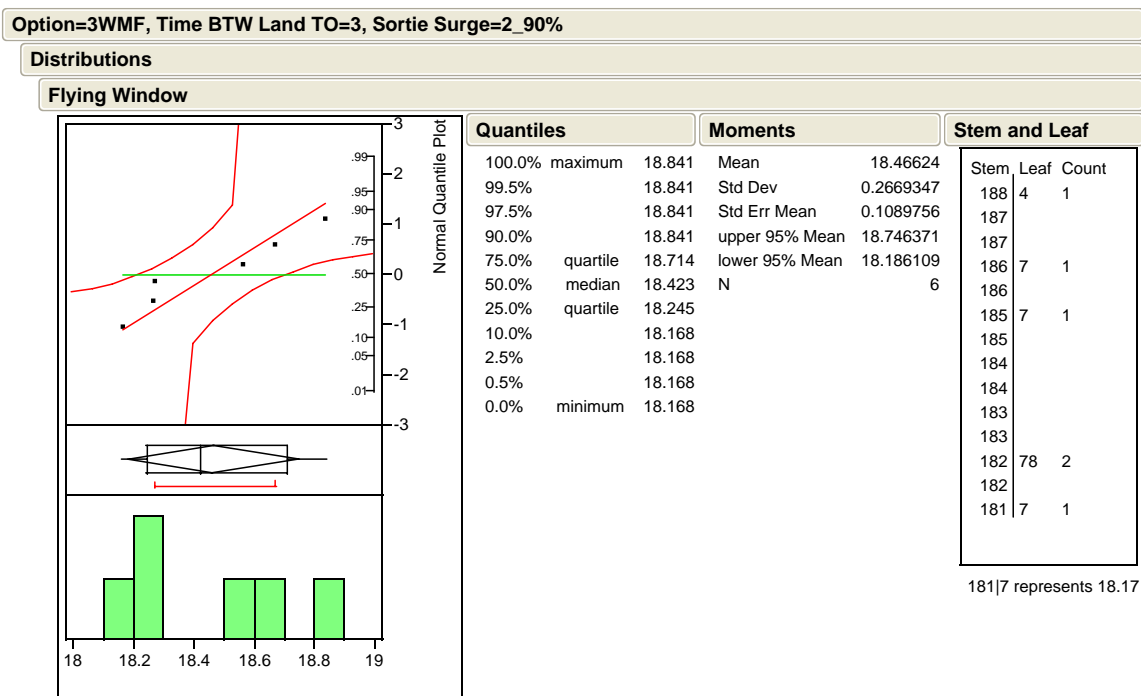 Option=3WMF, Time BTW Land TO=3, Sortie Surge=2_90%
Distributions
Flying Window
3
2
1
0
-1
-2
-3
.99
.95
.90
.75
.50
.25
.10
.05
.01
Normal Quantile Plot
18 18.2 18.4 18.6 18.8 19
Quantiles
100.0% maximum 18.841
99.5% 18.841
97.5% 18.841
90.0% 18.841
75.0% quartile 18.714
50.0% median 18.423
25.0% quartile 18.245
10.0% 18.168
2.5% 18.168
0.5% 18.168
0.0% minimum 18.168
Moments
Mean 18.46624
Std Dev 0.2669347
Std Err Mean 0.1089756
upper 95% Mean 18.746371
lower 95% Mean 18.186109
N 6
Stem and Leaf
Stem Leaf Count
188 4 1
187
187
186 7 1
186
185 7 1
185
184
184
183
183
182 78 2
182
181 7 1
181|7 represents 18.17